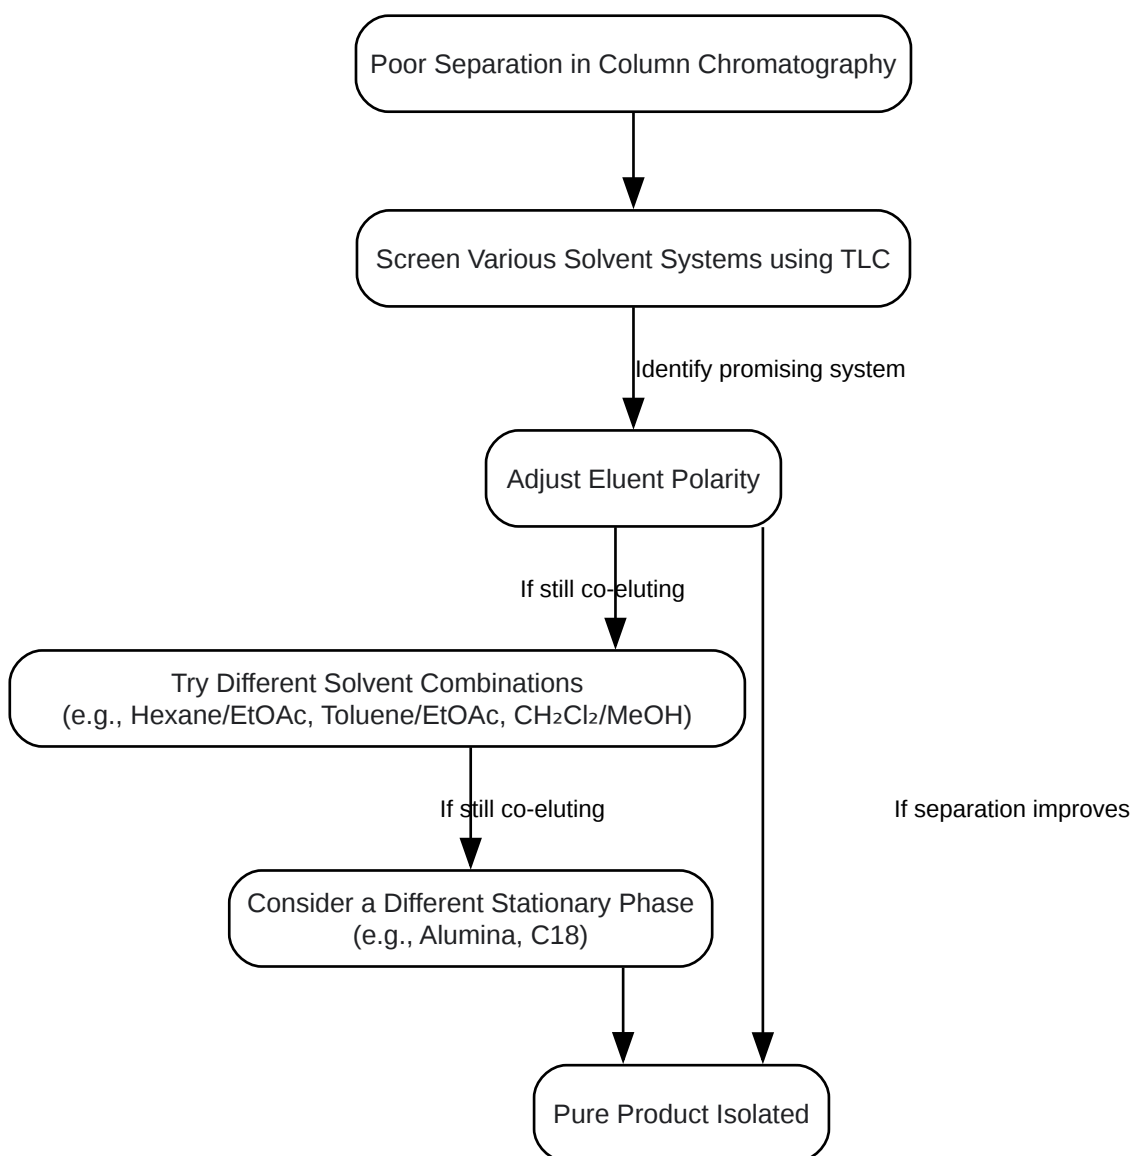 Poor Separation in Column Chromatography
Screen Various Solvent Systems using TLC
Identify promising system
Adjust Eluent Polarity
If still co-eluting
Try Different Solvent Combinations
(e.g., Hexane/EtOAc, Toluene/EtOAc, CH₂Cl₂/MeOH)
If still co-eluting
If separation improves
Consider a Different Stationary Phase
(e.g., Alumina, C18)
Pure Product Isolated